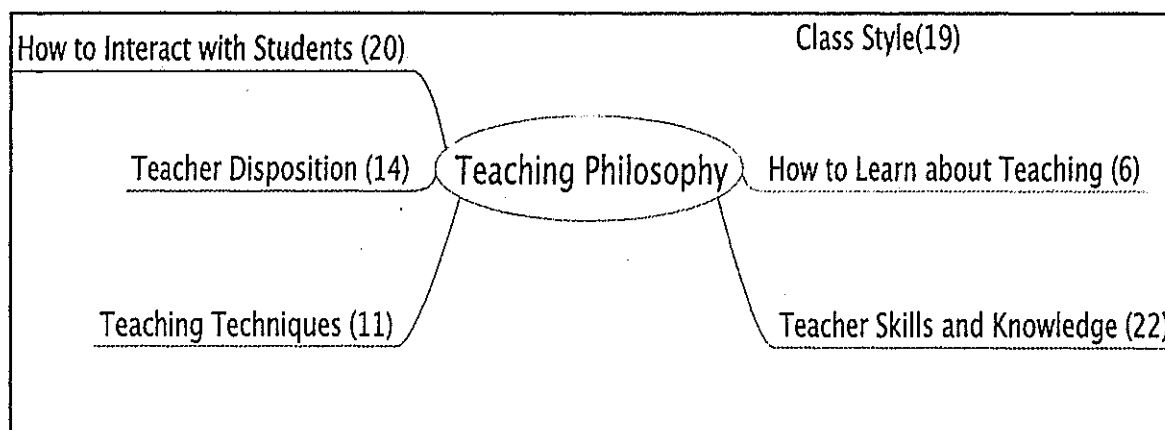 How to Interact with Students (20)
Class Style(19)
Teacher Disposition (14)
Teaching Philosophy
How to Learn about Teaching (6)
Teaching Techniques (11)
Teacher Skills and Knowledge (22)